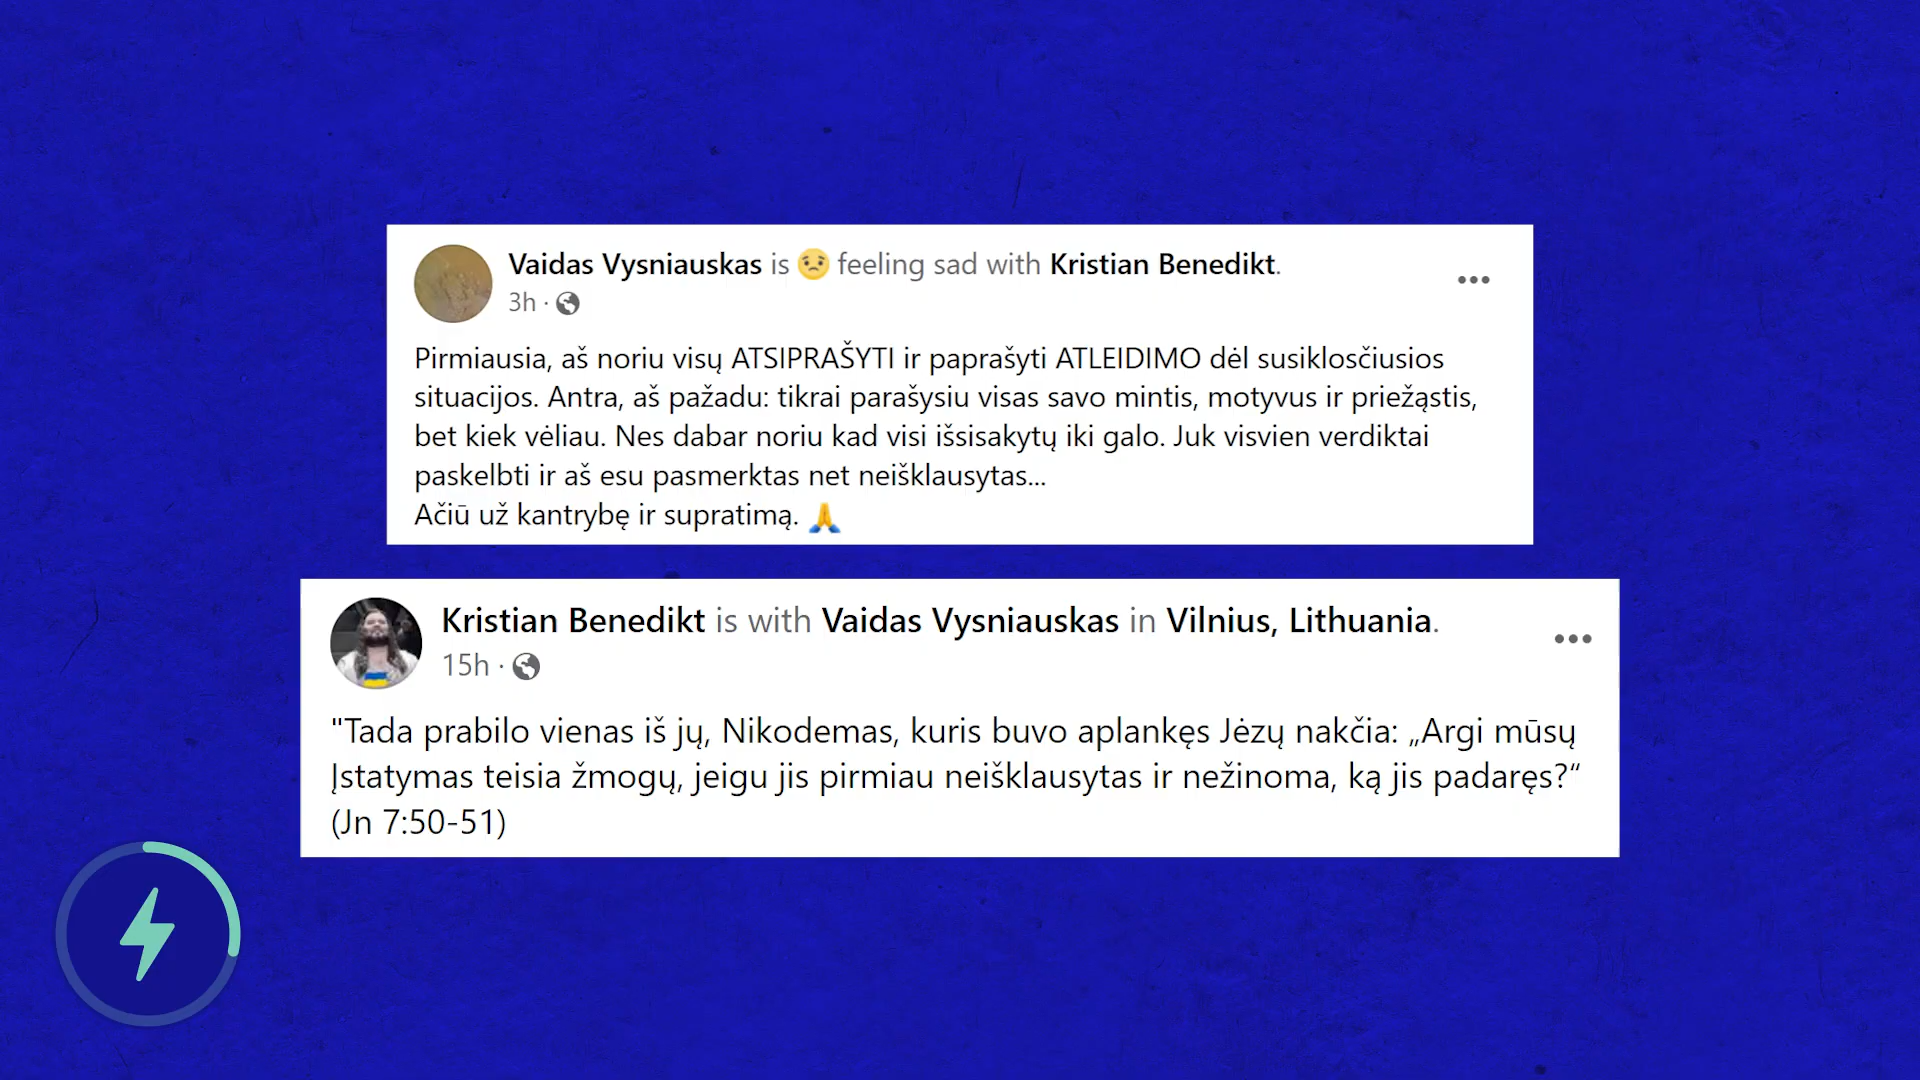 Vaidas Vysniauskas is 😟 feeling sad with Kristian Benedikt.
3h ·
Pirmiausia, aš noriu visų ATSIPRAŠYTI ir paprašyti ATLEIDIMO dėl susiklosčiusios
situacijos. Antra, aš pažadu: tikrai parašysiu visas savo mintis, motyvus ir priežąstis,
bet kiek vėliau. Nes dabar noriu kad visi išsisakytų iki galo. Juk visvien verdiktai
paskelbti ir aš esu pasmerktas net neišklausytas...
Ačiū už kantrybę ir supratimą. 🙏
Kristian Benedikt is with Vaidas Vysniauskas in Vilnius, Lithuania.
15h ·
"Tada prabilo vienas iš jų, Nikodemas, kuris buvo aplankęs Jėzų nakčia: „Argi mūsų
Įstatymas teisia žmogų, jeigu jis pirmiau neišklausytas ir nežinoma, ką jis padaręs?“
(Jn 7:50-51)